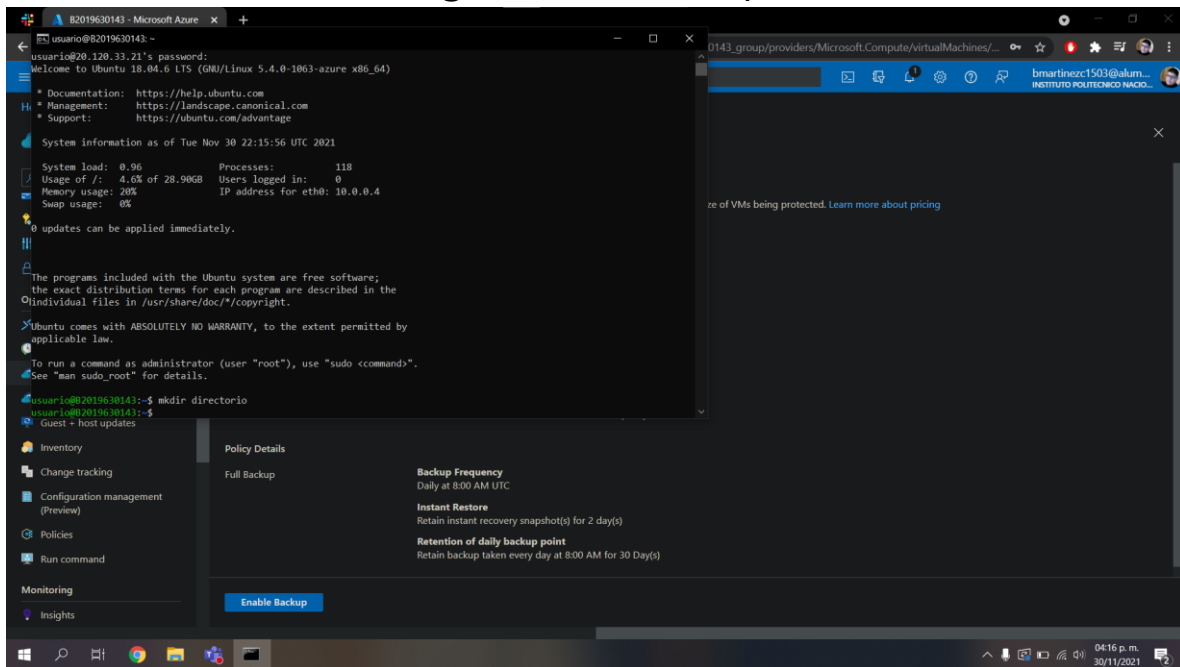 B2019630143 - Microsoft Azure
usuario@B2019630143: ~
0143_group/providers/Microsoft.Compute/virtualMachines/...
usuario@20.120.33.21's password:
Welcome to Ubuntu 18.04.6 LTS (GNU/Linux 5.4.0-1063-azure x86_64)
bmartinezc1503@alum...
INSTITUTO POLITECNICO NACIO...
* Documentation: https://help.ubuntu.com
* Management: https://landscape.canonical.com
* Support: https://ubuntu.com/advantage
System information as of Tue Nov 30 22:15:56 UTC 2021
System load: 0.96 Processes: 118
Usage of /: 4.6% of 28.90GB Users logged in: 0
Memory usage: 20% IP address for eth0: 10.0.0.4
Swap usage: 0%
ze of VMs being protected. Learn more about pricing
0 updates can be applied immediately.
The programs included with the Ubuntu system are free software;
the exact distribution terms for each program are described in the
individual files in /usr/share/doc/*/copyright.
Ubuntu comes with ABSOLUTELY NO WARRANTY, to the extent permitted by
applicable law.
To run a command as administrator (user "root"), use "sudo <command>".
See "man sudo_root" for details.
usuario@B2019630143:~$ mkdir directorio
usuario@B2019630143:~$
Guest + host updates
Inventory
Change tracking
Configuration management
(Preview)
Policies
Run command
Monitoring
Insights
Policy Details
Full Backup
Backup Frequency
Daily at 8:00 AM UTC
Instant Restore
Retain instant recovery snapshot(s) for 2 day(s)
Retention of daily backup point
Retain backup taken every day at 8:00 AM for 30 Day(s)
Enable Backup
04:16 p. m.
30/11/2021